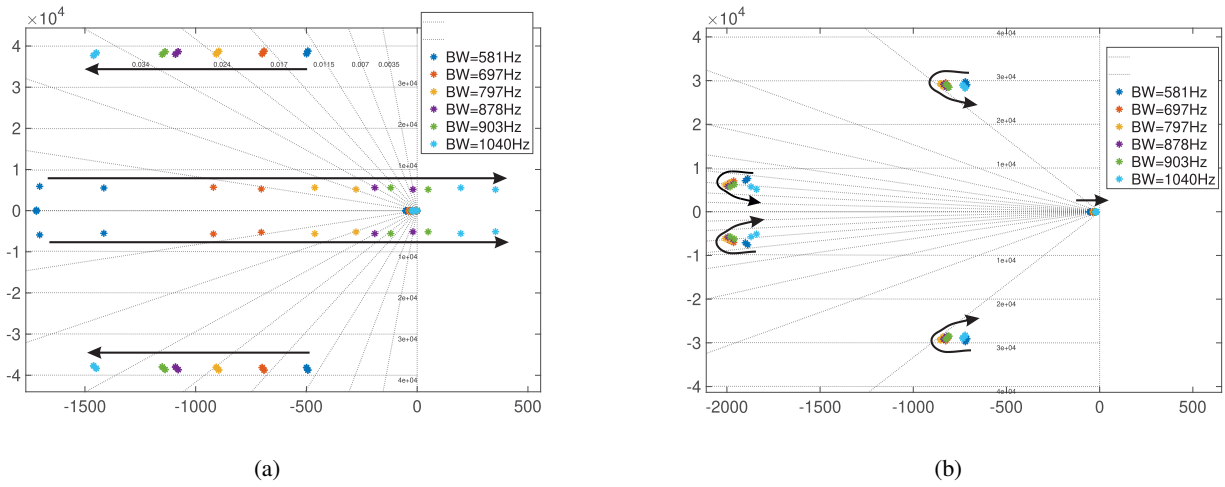 ×10⁴
4
3
2
1
0
-1
-2
-3
-4
-1500
-1000
-500
0
500
0.034
0.024
0.017
0.0115
0.007
0.0035
3e+04
2e+04
1e+04
1e+04
2e+04
3e+04
4e+04
BW=581Hz
BW=697Hz
BW=797Hz
BW=878Hz
BW=903Hz
BW=1040Hz
(a)
×10⁴
4
3
2
1
0
-1
-2
-3
-4
-2000
-1500
-1000
-500
0
500
4e+04
3e+04
2e+04
1e+04
1e+04
2e+04
3e+04
4e+04
BW=581Hz
BW=697Hz
BW=797Hz
BW=878Hz
BW=903Hz
BW=1040Hz
(b)